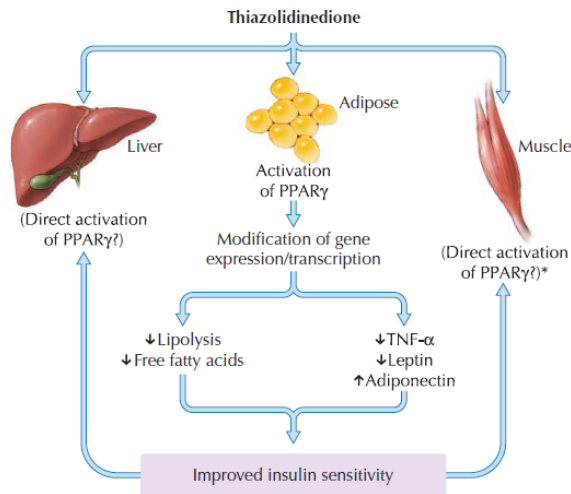 Thiazolidinedione
Liver
(Direct activation
of PPARγ?)
Adipose
Activation
of PPARγ
Modification of gene
expression/transcription
Muscle
(Direct activation
of PPARγ?)*
↓Lipolysis
↓Free fatty acids
↓TNF-α
↓Leptin
↑Adiponectin
Improved insulin sensitivity